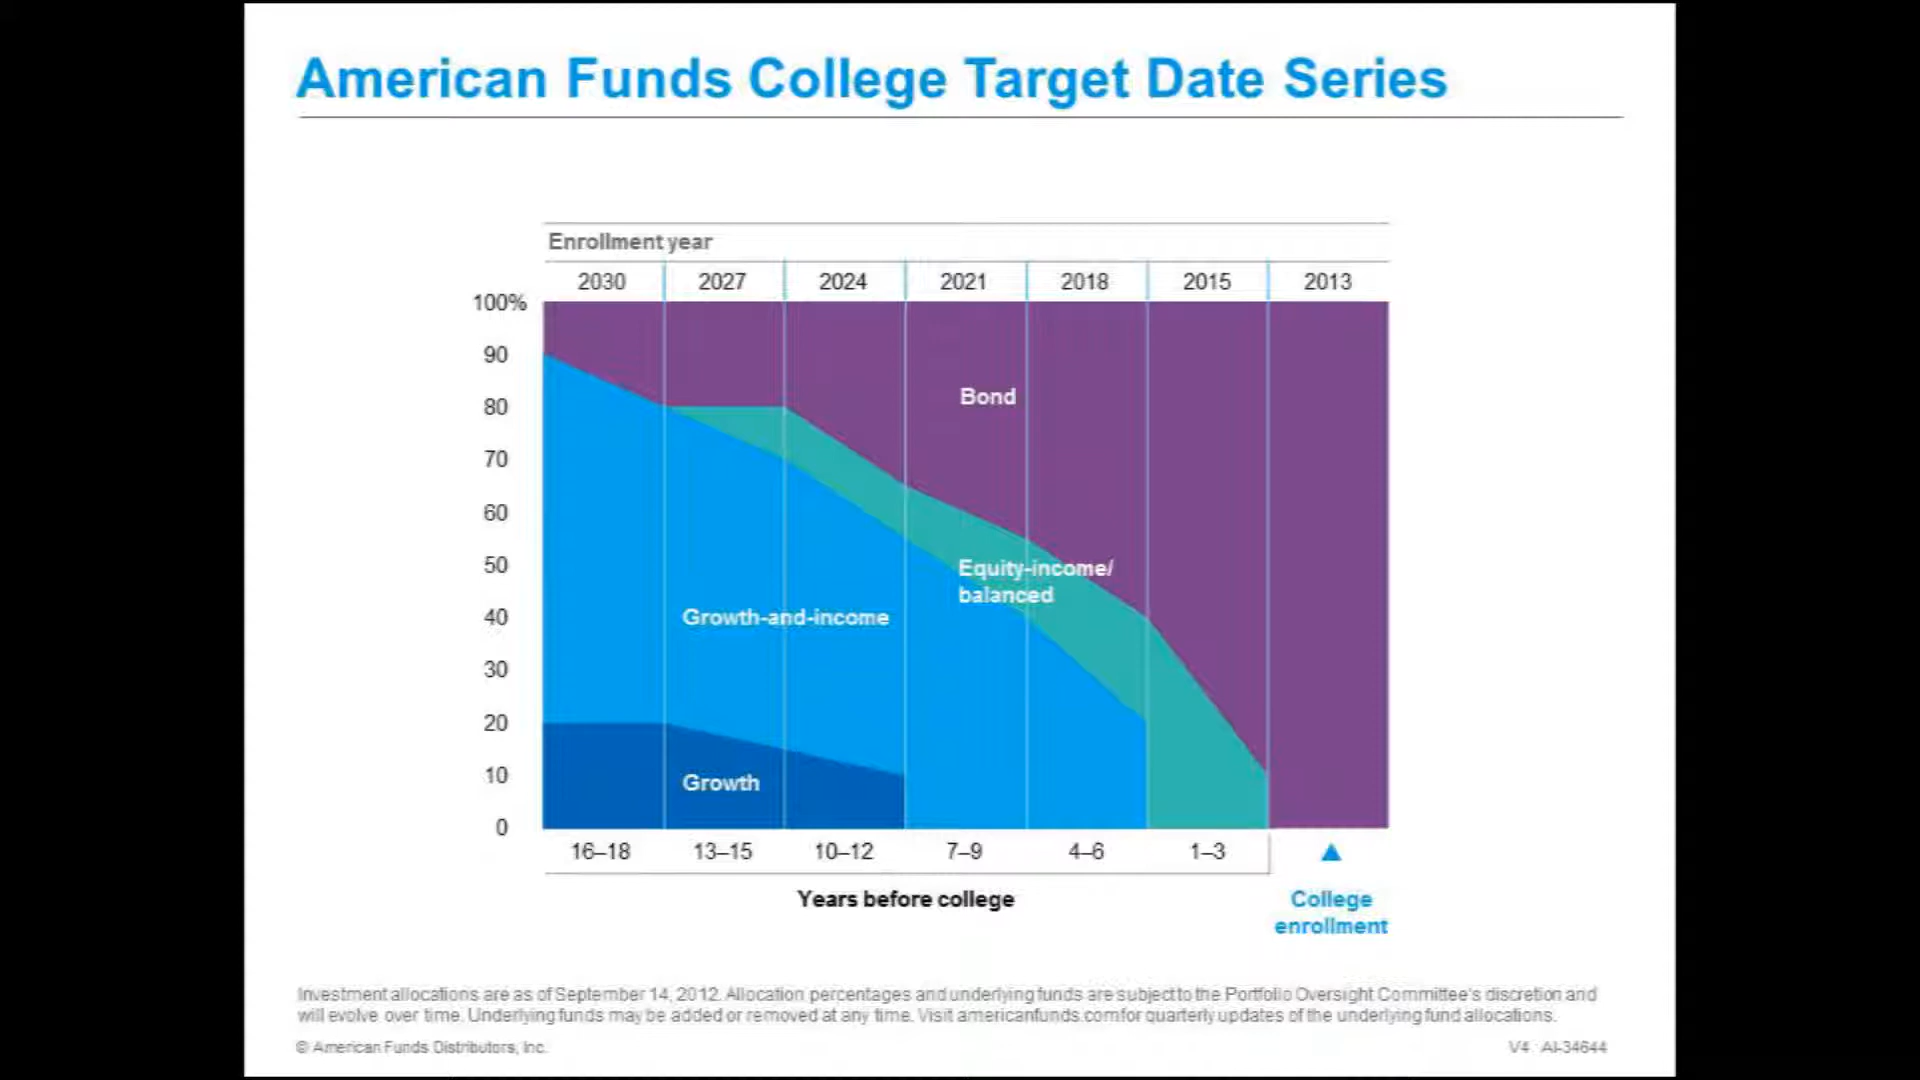 American Funds College Target Date Series
Enrollment year
2030 2027 2024 2021 2018 2015 2013
100%
90
80
70
60
50
40
30
20
10
0
Bond
Equity-income/
balanced
Growth-and-income
Growth
16–18 13–15 10–12 7–9 4–6 1–3
Years before college
College
enrollment
Investment allocations are as of September 14, 2012. Allocation percentages and underlying funds are subject to the Portfolio Oversight Committee's discretion and
will evolve over time. Underlying funds may be added or removed at any time. Visit americanfunds.com for quarterly updates of the underlying fund allocations.
© American Funds Distributors, Inc.
V4 AI-34644